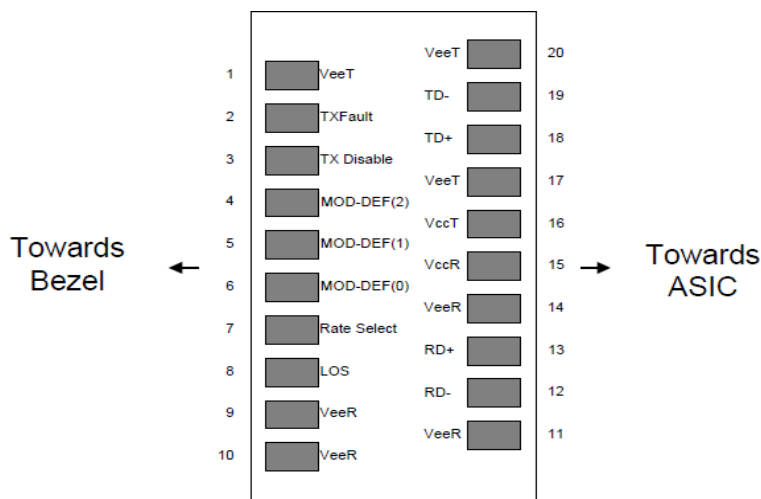 VeeT 20
1 VeeT
TD- 19
2 TXFault
TD+ 18
3 TX Disable
VeeT 17
4 MOD-DEF(2)
VccT 16
5 MOD-DEF(1)
Towards
Bezel
VccR 15
Towards
ASIC
6 MOD-DEF(0)
VeeR 14
7 Rate Select
RD+ 13
8 LOS
RD- 12
9 VeeR
VeeR 11
10 VeeR